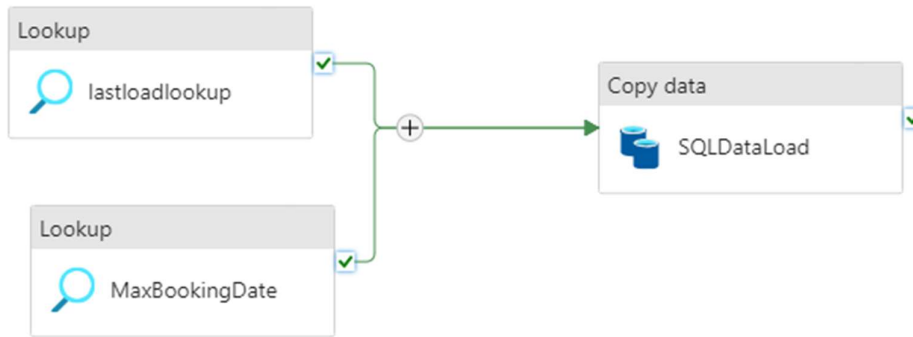 Lookup
lastloadlookup
Copy data
SQLDataLoad
Lookup
MaxBookingDate